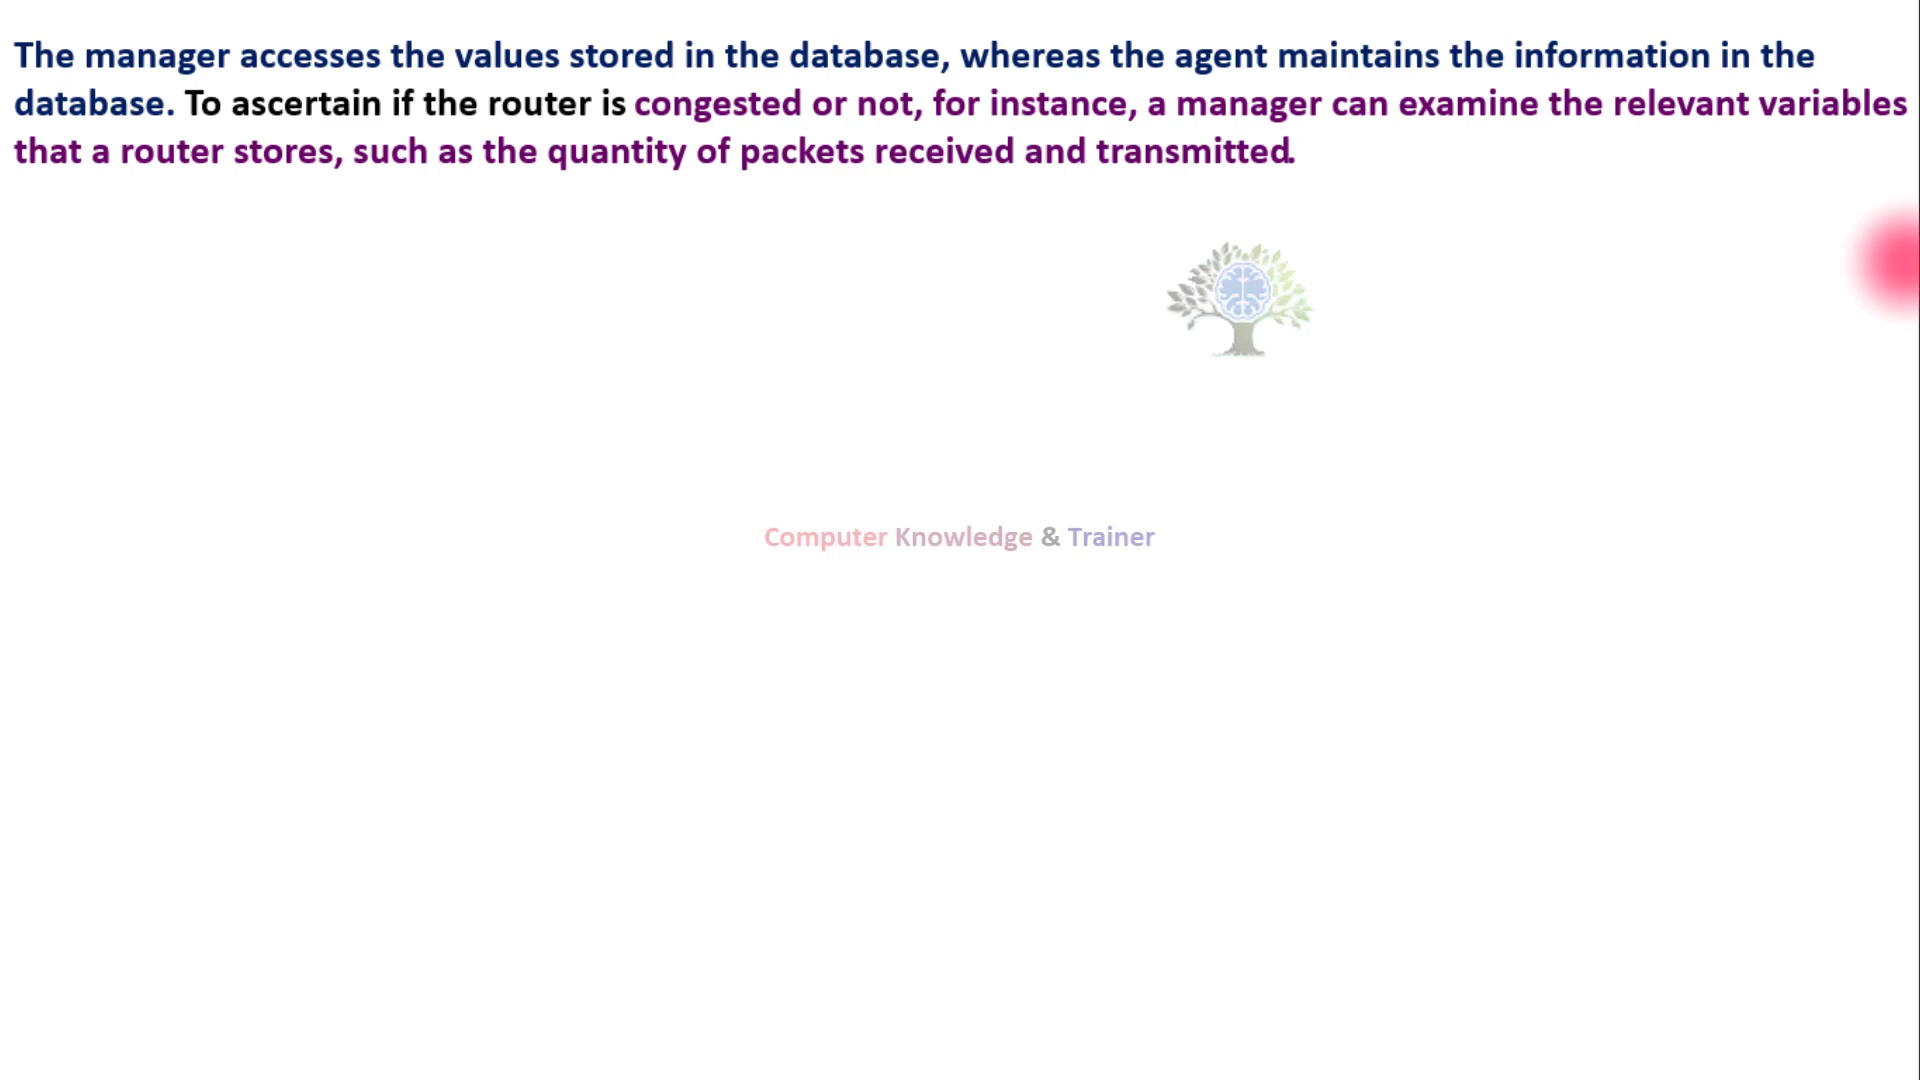 The manager accesses the values stored in the database, whereas the agent maintains the information in the
database. To ascertain if the router is congested or not, for instance, a manager can examine the relevant variables
that a router stores, such as the quantity of packets received and transmitted.
Computer Knowledge & Trainer